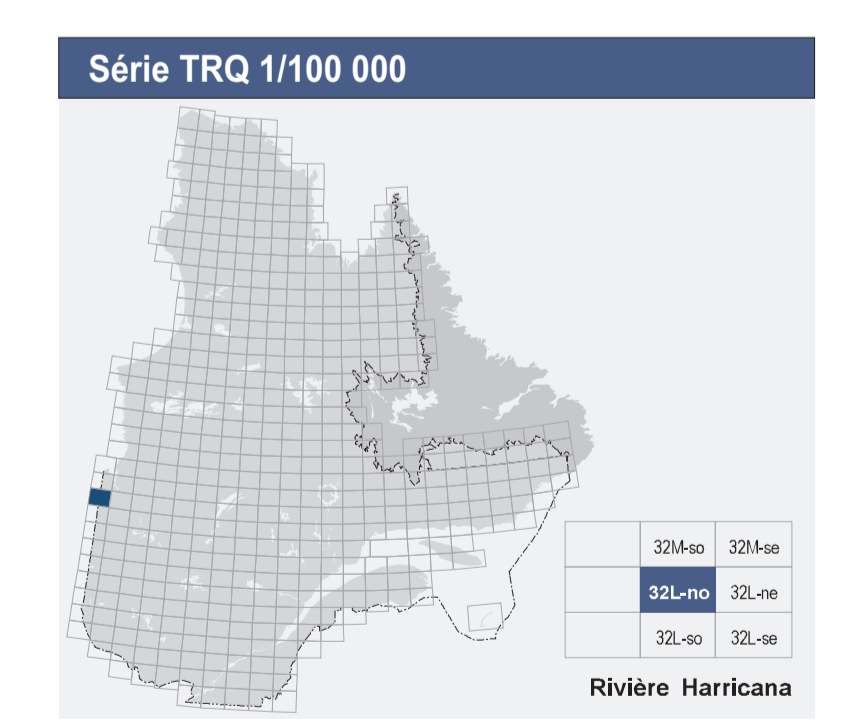 Série TRQ 1/100 000
32M-so 32M-se
32L-no 32L-ne
32L-so 32L-se
Rivière Harricana